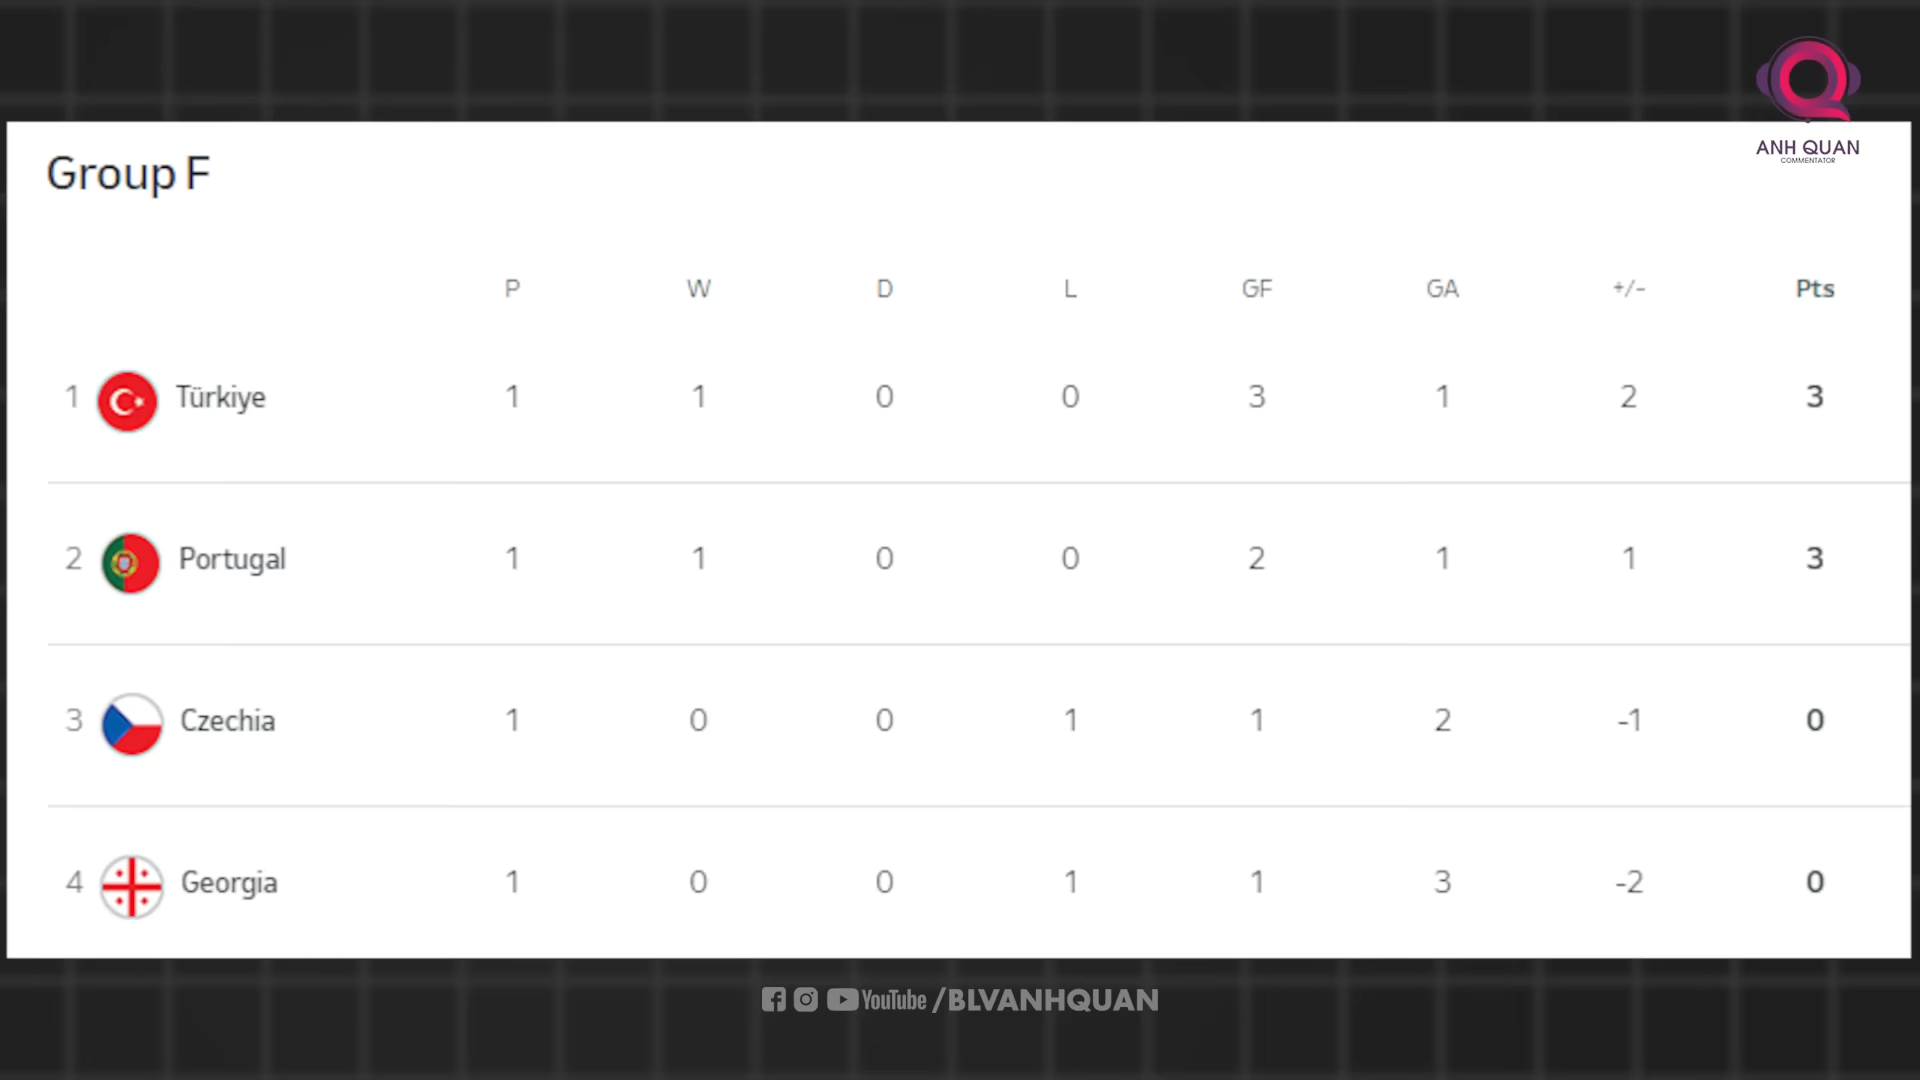 ANH QUAN
COMMENTATOR
Group F
P W D L GF GA +/- Pts
1 Türkiye 1 1 0 0 3 1 2 3
2 Portugal 1 1 0 0 2 1 1 3
3 Czechia 1 0 0 1 1 2 -1 0
4 Georgia 1 0 0 1 1 3 -2 0
YouTube /BLVANHQUAN